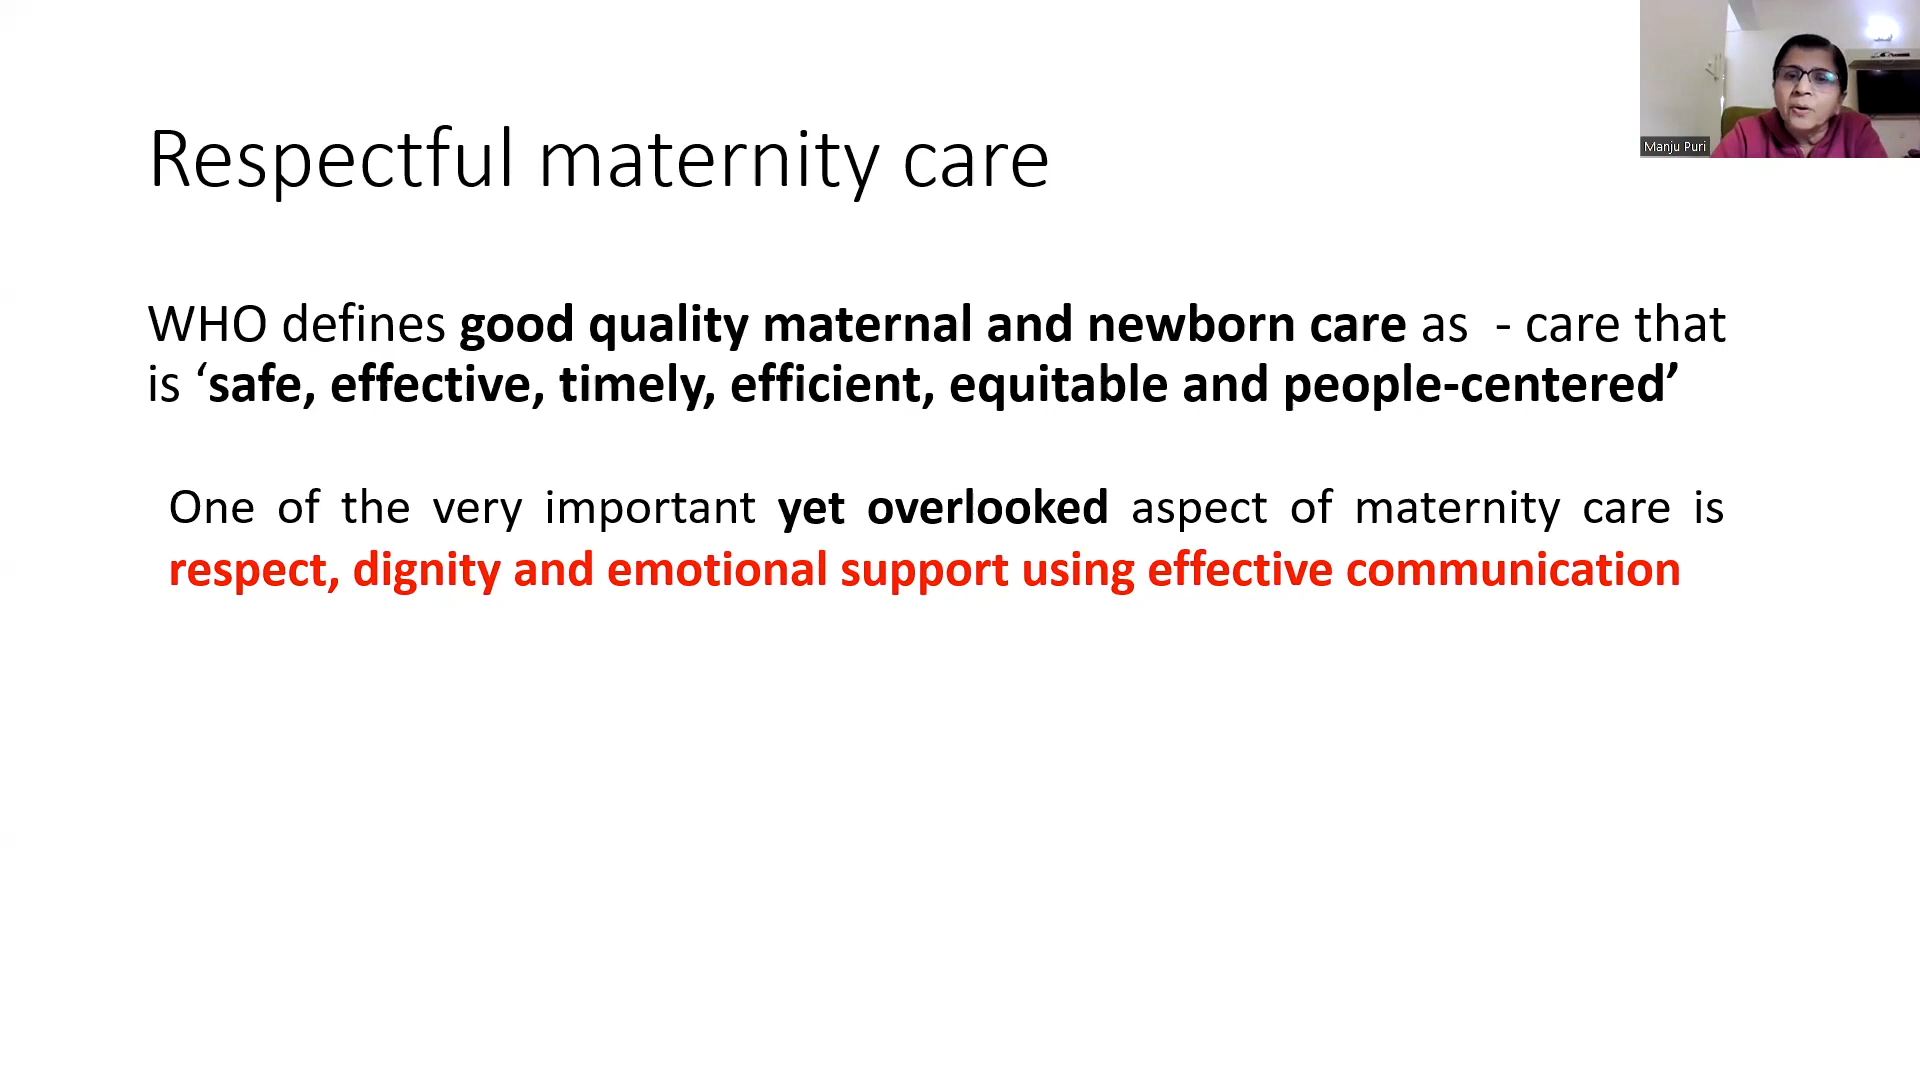 Respectful maternity care
Manju Puri
WHO defines good quality maternal and newborn care as  - care that
is ‘safe, effective, timely, efficient, equitable and people-centered’
One of the very important yet overlooked aspect of maternity care is
respect, dignity and emotional support using effective communication